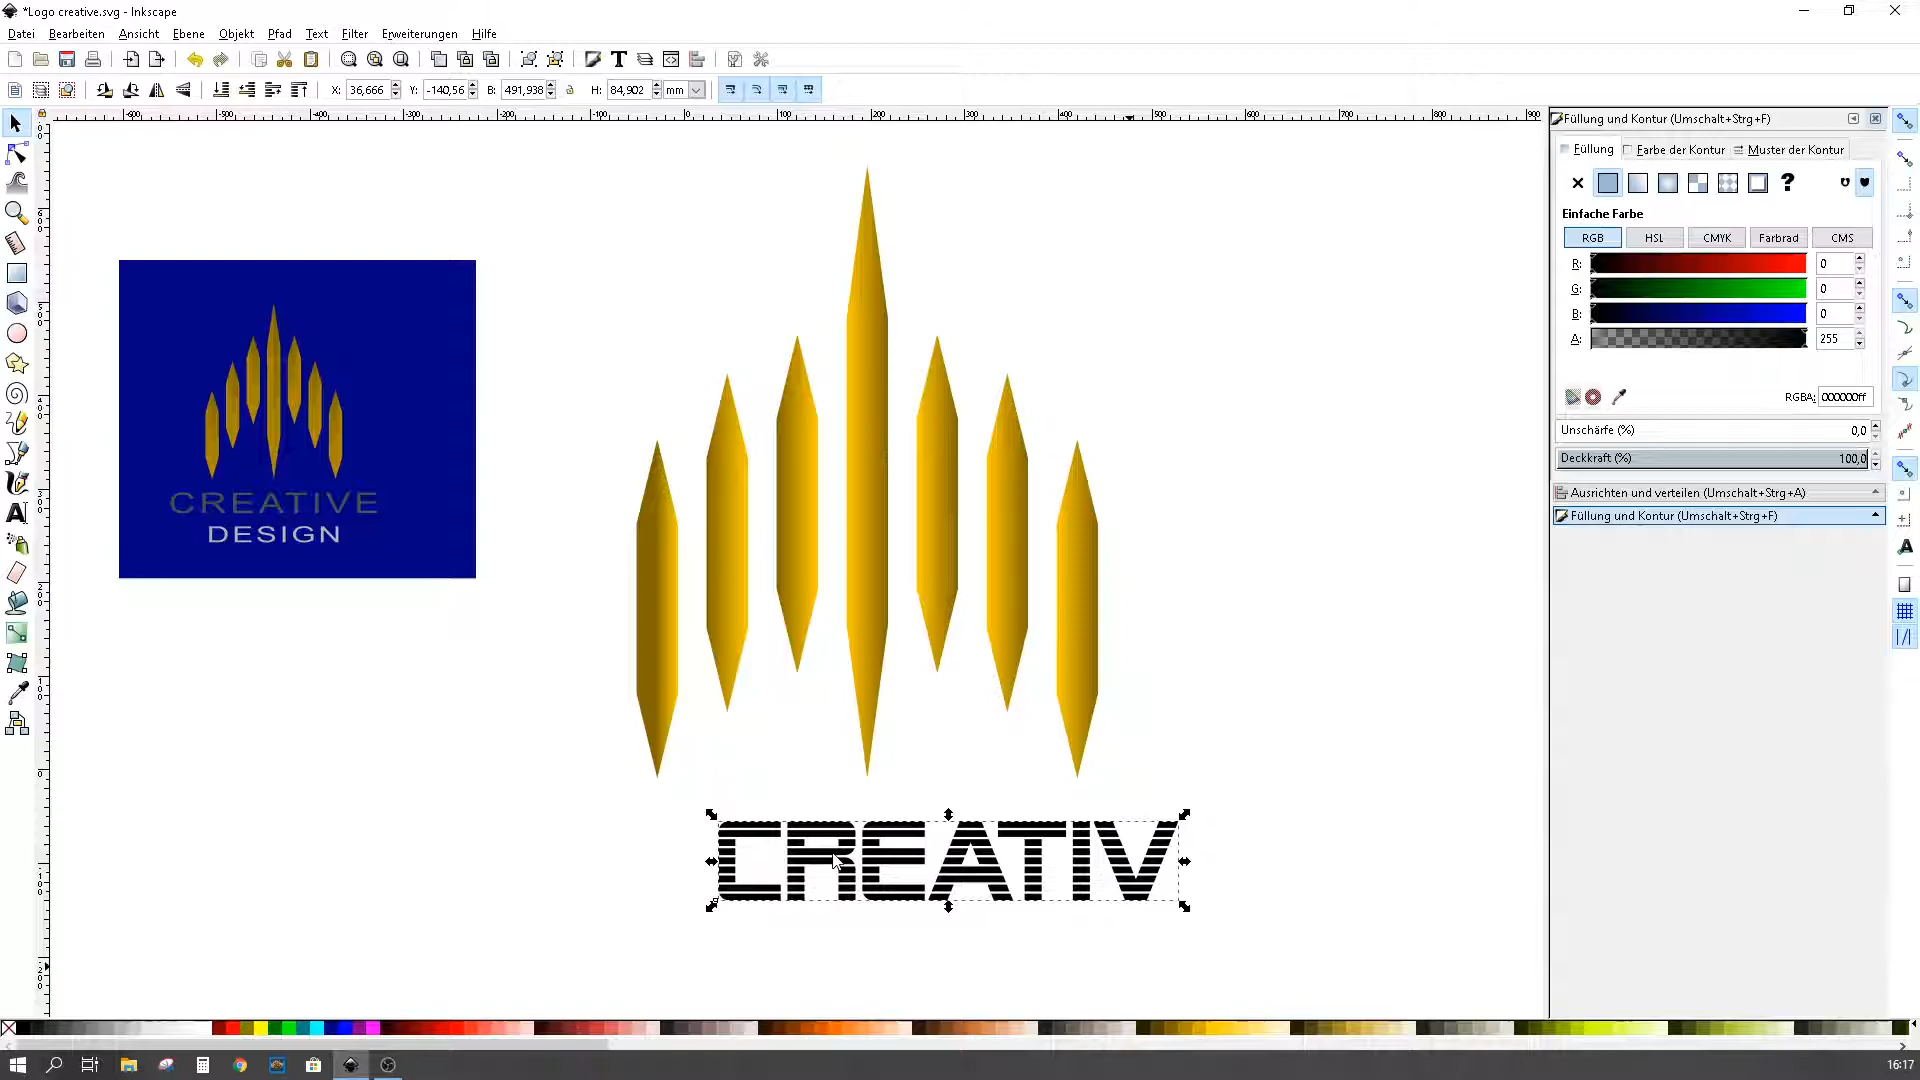 *Logo creative.svg - Inkscape
Datei Bearbeiten Ansicht Ebene Objekt Pfad Text Filter Erweiterungen Hilfe
X: 36,666 Y: -140,56 B: 491,938 H: 84,902 mm
Füllung und Kontur (Umschalt+Strg+F)
Füllung Farbe der Kontur Muster der Kontur
Einfache Farbe
RGB HSL CMYK Farbrad CMS
R: 0
G: 0
B: 0
A: 255
RGBA: 000000ff
Unschärfe (%) 0,0
Deckkraft (%) 100,0
Ausrichten und verteilen (Umschalt+Strg+A)
Füllung und Kontur (Umschalt+Strg+F)
CREATIVE
DESIGN
CREATIV
16:17